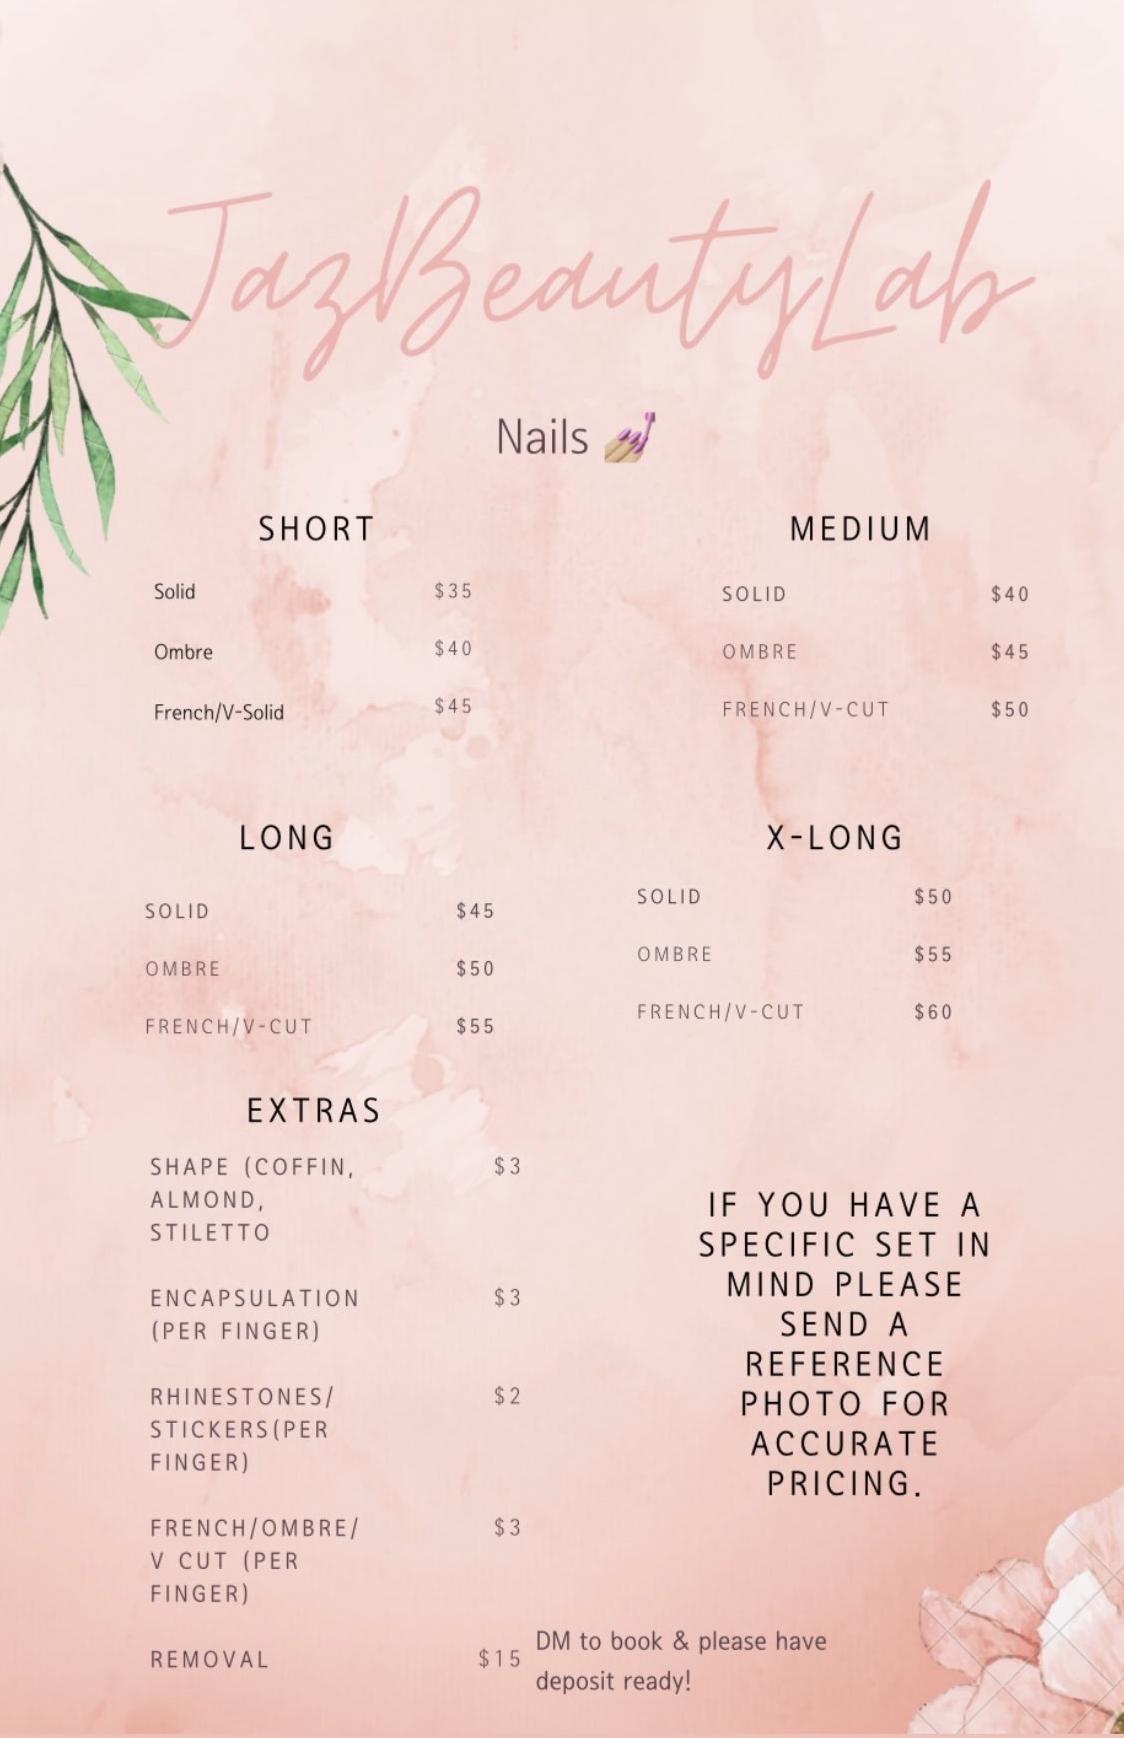 JazBeautyLab
Nails 💅🏼
SHORT
Solid $35
Ombre $40
French/V-Solid $45
MEDIUM
SOLID $40
OMBRE $45
FRENCH/V-CUT $50
LONG
SOLID $45
OMBRE $50
FRENCH/V-CUT $55
X-LONG
SOLID $50
OMBRE $55
FRENCH/V-CUT $60
EXTRAS
SHAPE (COFFIN, $3
ALMOND,
STILETTO
ENCAPSULATION $3
(PER FINGER)
RHINESTONES/ $2
STICKERS(PER
FINGER)
FRENCH/OMBRE/ $3
V CUT (PER
FINGER)
REMOVAL $15
IF YOU HAVE A
SPECIFIC SET IN
MIND PLEASE
SEND A
REFERENCE
PHOTO FOR
ACCURATE
PRICING.
DM to book & please have
deposit ready!